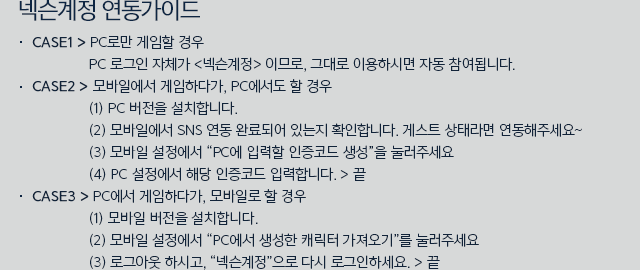 넥슨계정 연동가이드
· CASE1 > PC로만 게임할 경우
PC 로그인 자체가 <넥슨계정> 이므로, 그대로 이용하시면 자동 참여됩니다.
· CASE2 > 모바일에서 게임하다가, PC에서도 할 경우
(1) PC 버전을 설치합니다.
(2) 모바일에서 SNS 연동 완료되어 있는지 확인합니다. 게스트 상태라면 연동해주세요~
(3) 모바일 설정에서 “PC에 입력할 인증코드 생성”을 눌러주세요
(4) PC 설정에서 해당 인증코드 입력합니다. > 끝
· CASE3 > PC에서 게임하다가, 모바일로 할 경우
(1) 모바일 버전을 설치합니다.
(2) 모바일 설정에서 “PC에서 생성한 캐릭터 가져오기”를 눌러주세요
(3) 로그아웃 하시고, “넥슨계정”으로 다시 로그인하세요. > 끝